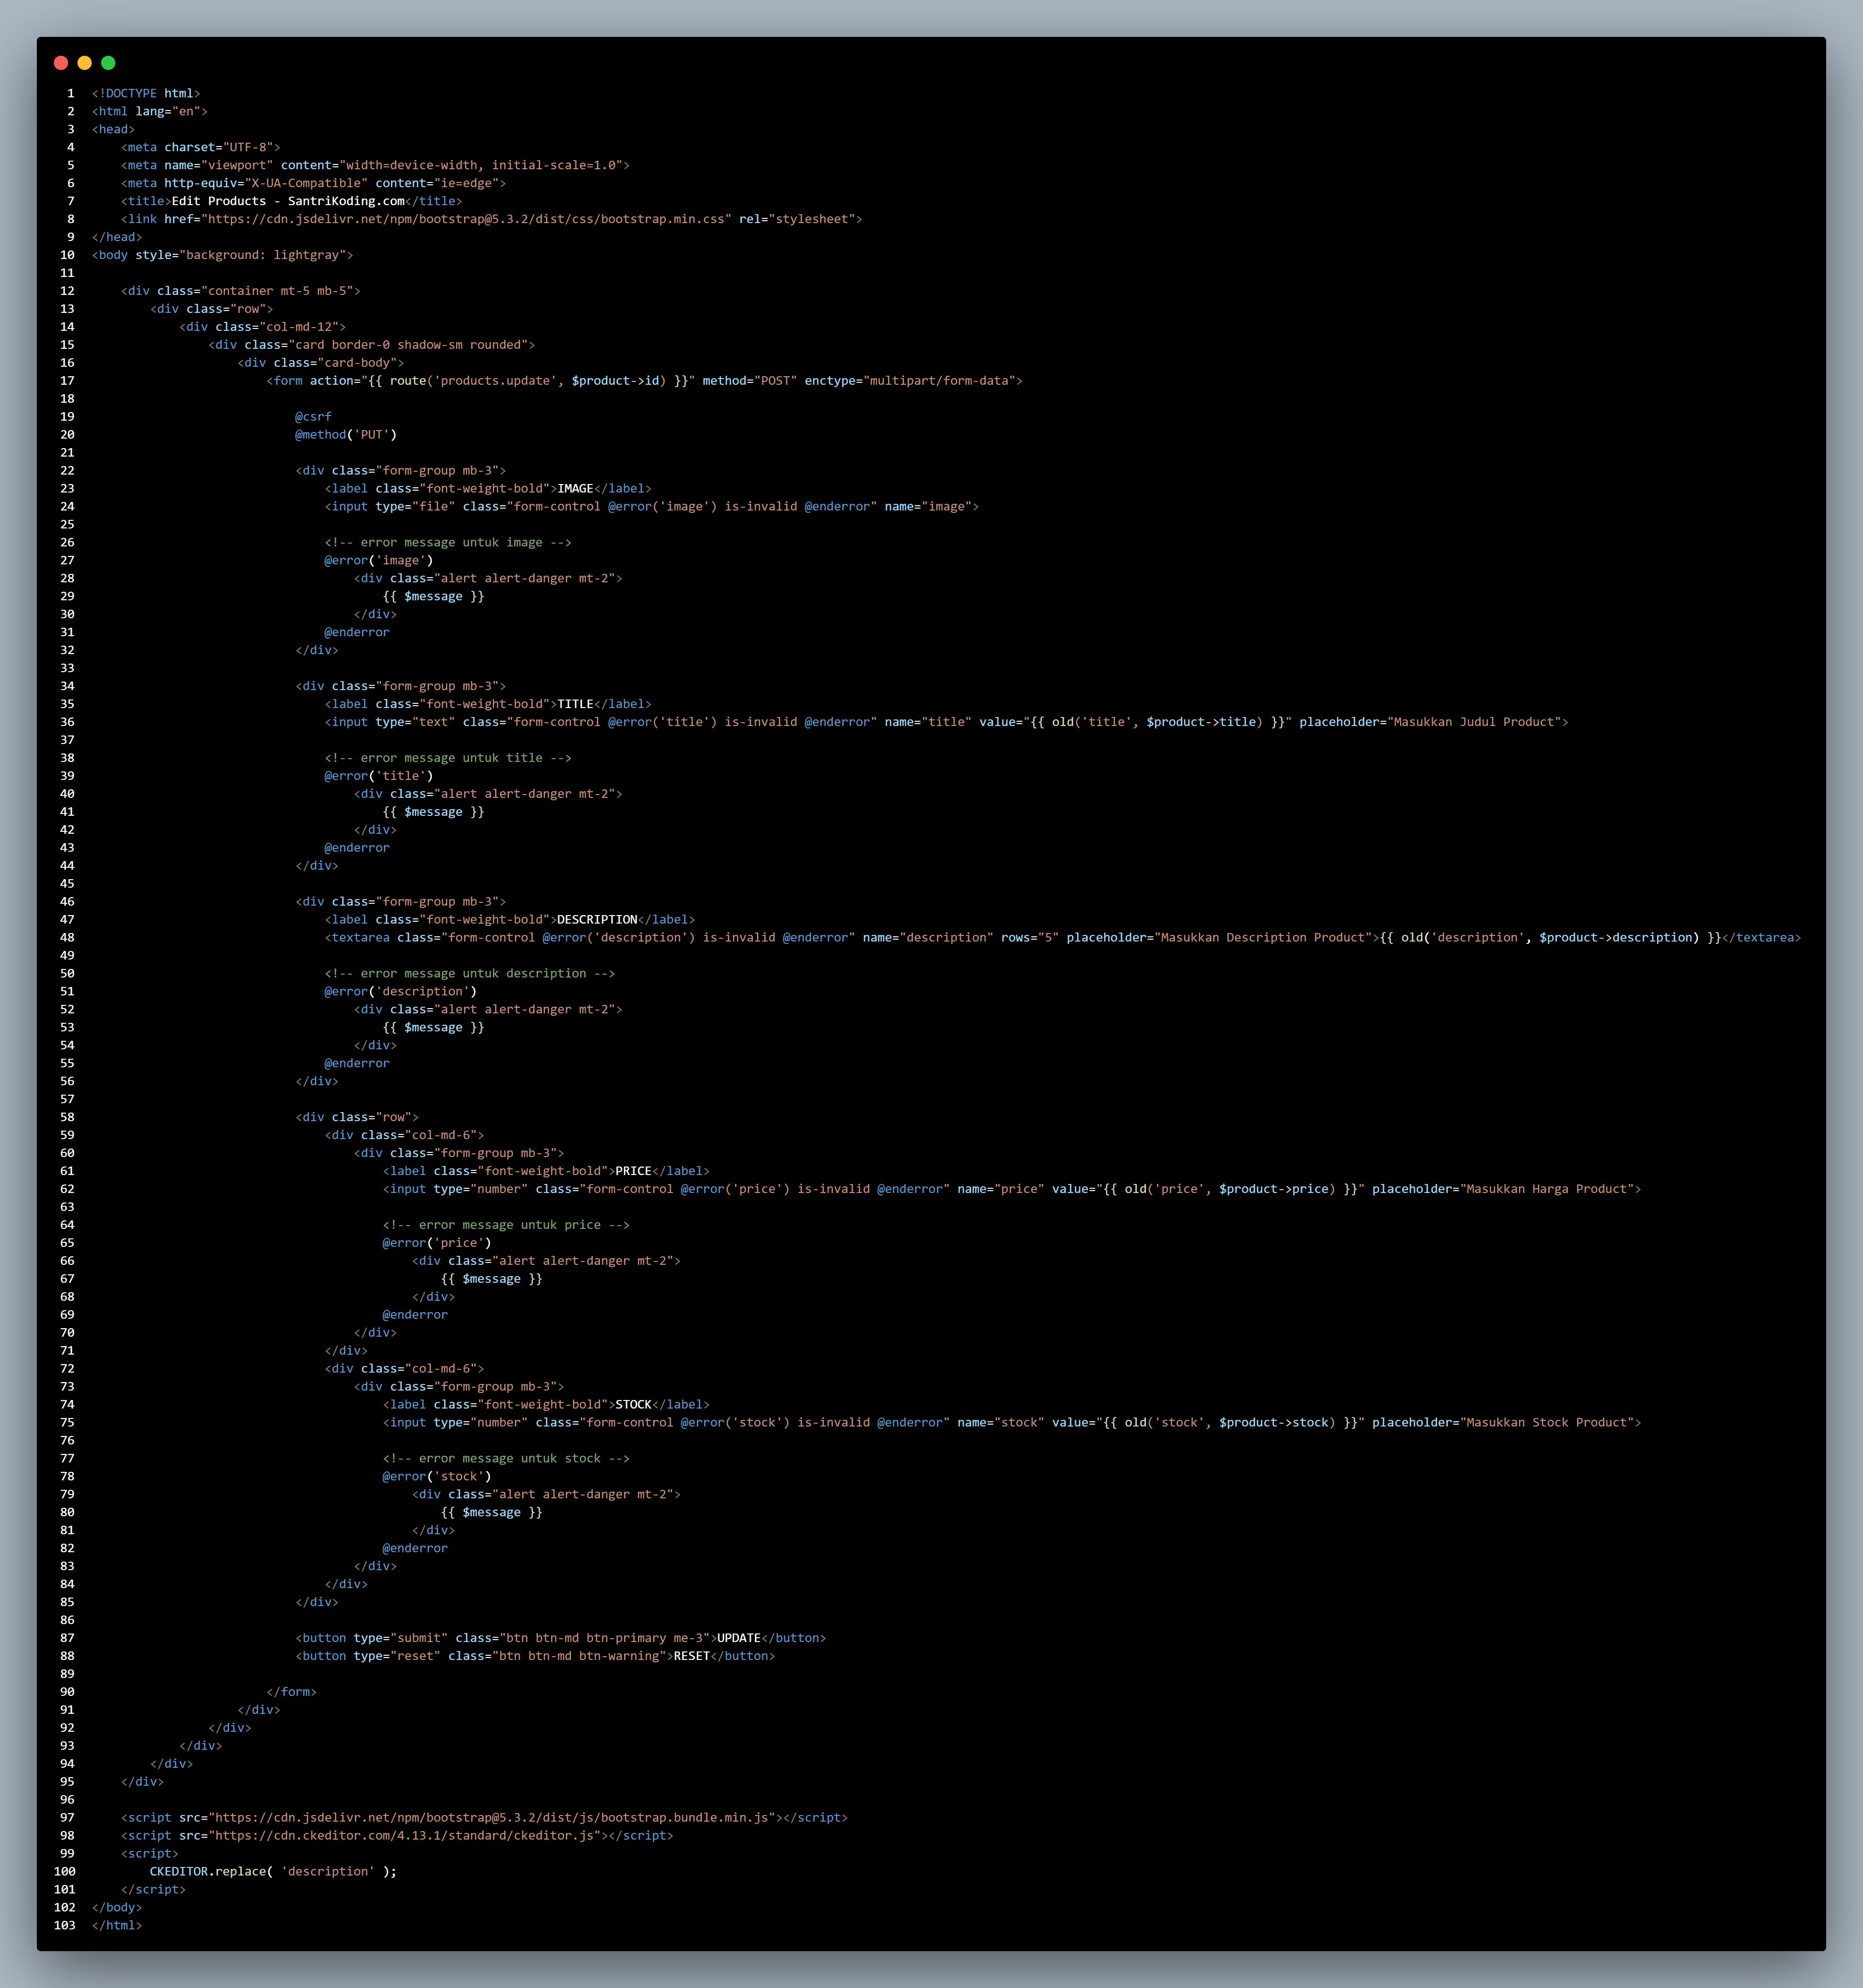 1 <!DOCTYPE html>
2 <html lang="en">
3 <head>
4     <meta charset="UTF-8">
5     <meta name="viewport" content="width=device-width, initial-scale=1.0">
6     <meta http-equiv="X-UA-Compatible" content="ie=edge">
7     <title>Edit Products - SantriKoding.com</title>
8     <link href="https://cdn.jsdelivr.net/npm/bootstrap@5.3.2/dist/css/bootstrap.min.css" rel="stylesheet">
9 </head>
10 <body style="background: lightgray">
11
12     <div class="container mt-5 mb-5">
13         <div class="row">
14             <div class="col-md-12">
15                 <div class="card border-0 shadow-sm rounded">
16                     <div class="card-body">
17                         <form action="{{ route('products.update', $product->id) }}" method="POST" enctype="multipart/form-data">
18
19                             @csrf
20                             @method('PUT')
21
22                             <div class="form-group mb-3">
23                                 <label class="font-weight-bold">IMAGE</label>
24                                 <input type="file" class="form-control @error('image') is-invalid @enderror" name="image">
25
26                                 <!-- error message untuk image -->
27                                 @error('image')
28                                     <div class="alert alert-danger mt-2">
29                                         {{ $message }}
30                                     </div>
31                                 @enderror
32                             </div>
33
34                             <div class="form-group mb-3">
35                                 <label class="font-weight-bold">TITLE</label>
36                                 <input type="text" class="form-control @error('title') is-invalid @enderror" name="title" value="{{ old('title', $product->title) }}" placeholder="Masukkan Judul Product">
37
38                                 <!-- error message untuk title -->
39                                 @error('title')
40                                     <div class="alert alert-danger mt-2">
41                                         {{ $message }}
42                                     </div>
43                                 @enderror
44                             </div>
45
46                             <div class="form-group mb-3">
47                                 <label class="font-weight-bold">DESCRIPTION</label>
48                                 <textarea class="form-control @error('description') is-invalid @enderror" name="description" rows="5" placeholder="Masukkan Description Product">{{ old('description', $product->description) }}</textarea>
49
50                                 <!-- error message untuk description -->
51                                 @error('description')
52                                     <div class="alert alert-danger mt-2">
53                                         {{ $message }}
54                                     </div>
55                                 @enderror
56                             </div>
57
58                             <div class="row">
59                                 <div class="col-md-6">
60                                     <div class="form-group mb-3">
61                                         <label class="font-weight-bold">PRICE</label>
62                                         <input type="number" class="form-control @error('price') is-invalid @enderror" name="price" value="{{ old('price', $product->price) }}" placeholder="Masukkan Harga Product">
63
64                                         <!-- error message untuk price -->
65                                         @error('price')
66                                             <div class="alert alert-danger mt-2">
67                                                 {{ $message }}
68                                             </div>
69                                         @enderror
70                                     </div>
71                                 </div>
72                                 <div class="col-md-6">
73                                     <div class="form-group mb-3">
74                                         <label class="font-weight-bold">STOCK</label>
75                                         <input type="number" class="form-control @error('stock') is-invalid @enderror" name="stock" value="{{ old('stock', $product->stock) }}" placeholder="Masukkan Stock Product">
76
77                                         <!-- error message untuk stock -->
78                                         @error('stock')
79                                             <div class="alert alert-danger mt-2">
80                                                 {{ $message }}
81                                             </div>
82                                         @enderror
83                                     </div>
84                                 </div>
85                             </div>
86
87                             <button type="submit" class="btn btn-md btn-primary me-3">UPDATE</button>
88                             <button type="reset" class="btn btn-md btn-warning">RESET</button>
89
90                         </form>
91                     </div>
92                 </div>
93             </div>
94         </div>
95     </div>
96
97     <script src="https://cdn.jsdelivr.net/npm/bootstrap@5.3.2/dist/js/bootstrap.bundle.min.js"></script>
98     <script src="https://cdn.ckeditor.com/4.13.1/standard/ckeditor.js"></script>
99     <script>
100         CKEDITOR.replace( 'description' );
101     </script>
102 </body>
103 </html>